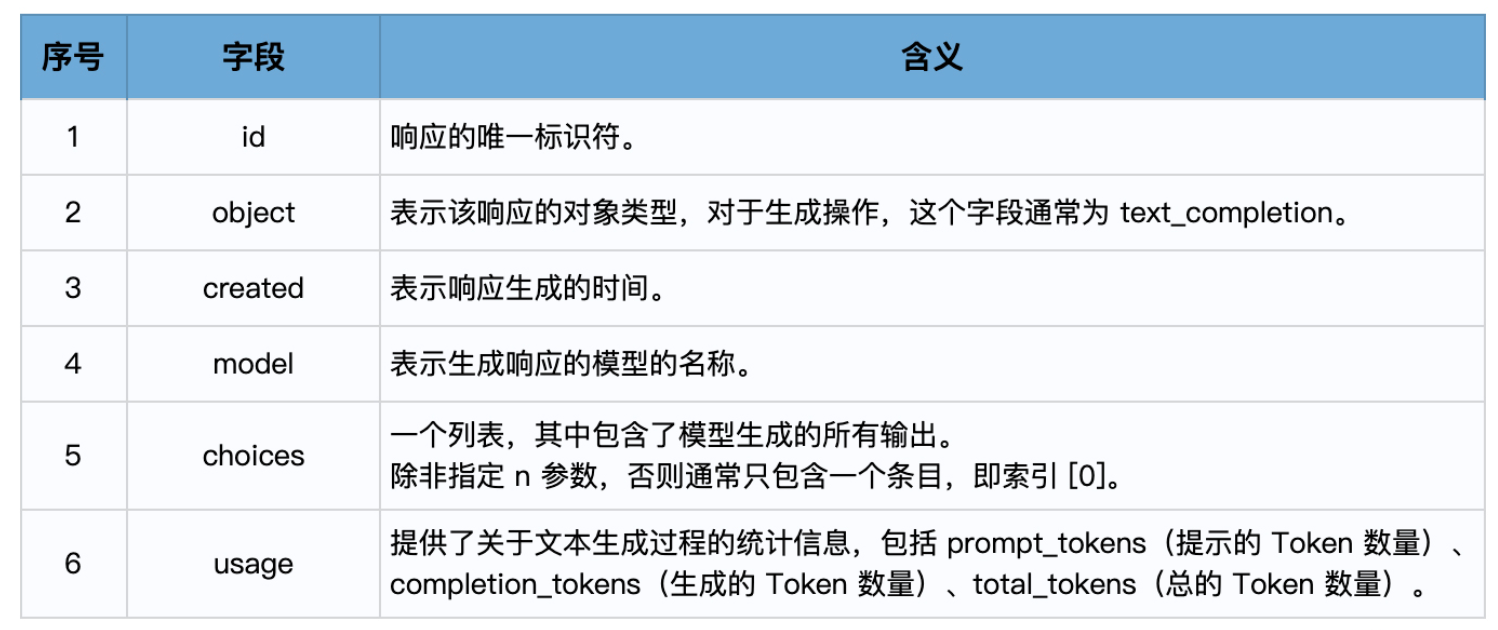 序号 字段 含义
1 id 响应的唯一标识符。
2 object 表示该响应的对象类型，对于生成操作，这个字段通常为 text_completion。
3 created 表示响应生成的时间。
4 model 表示生成响应的模型的名称。
5 choices 一个列表，其中包含了模型生成的所有输出。
除非指定 n 参数，否则通常只包含一个条目，即索引 [0]。
6 usage 提供了关于文本生成过程的统计信息，包括 prompt_tokens（提示的 Token 数量）、
completion_tokens（生成的 Token 数量）、total_tokens（总的 Token 数量）。